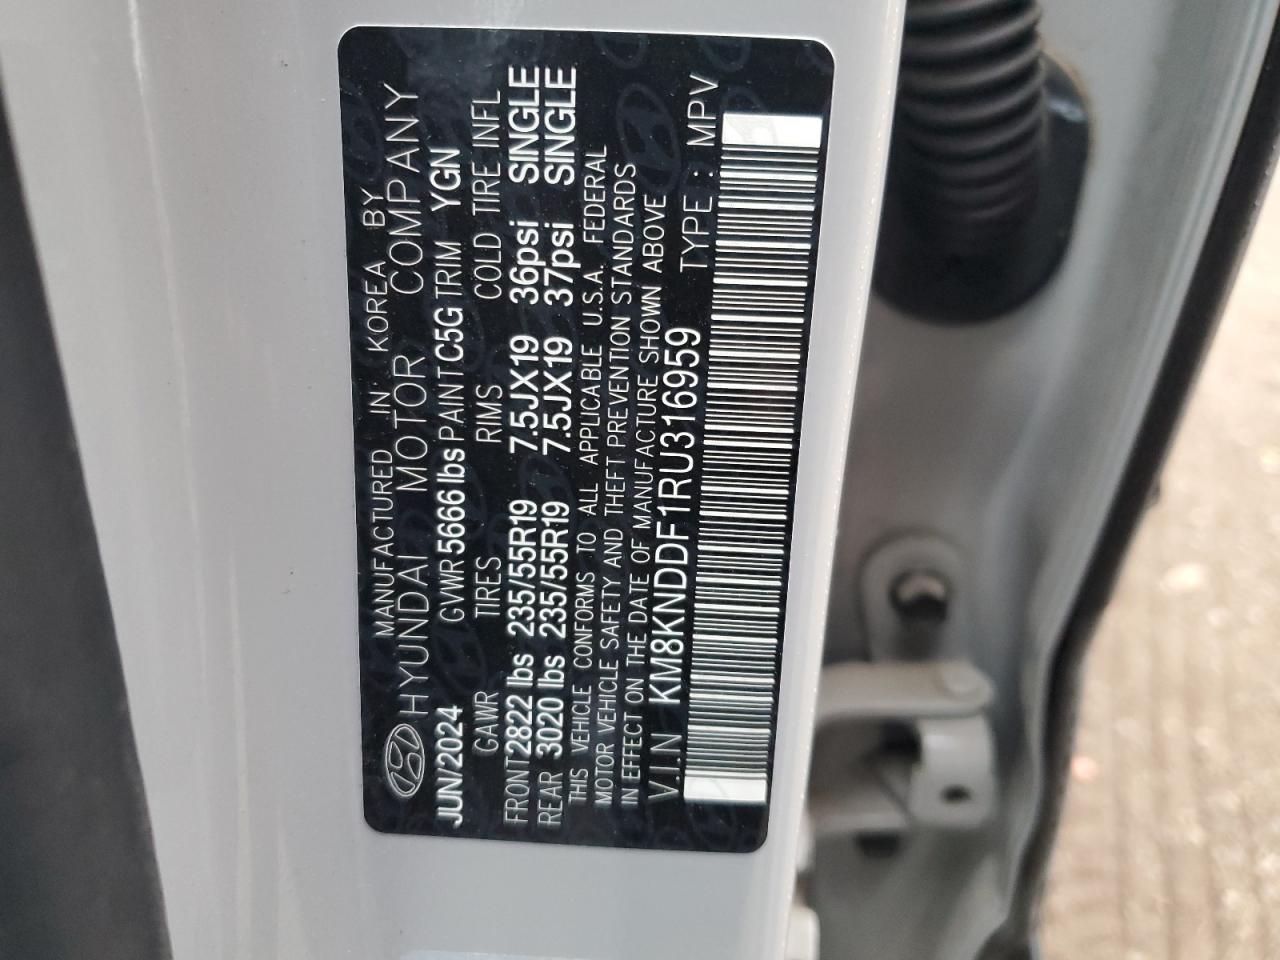 MANUFACTURED IN KOREA BY
HYUNDAI MOTOR COMPANY
JUN/2024 GVWR 5666 lbs PAINT C5G TRIM YGN
GAWR TIRES RIMS COLD TIRE INFL
FRONT 2822 lbs 235/55R19 7.5JX19 36psi SINGLE
REAR 3020 lbs 235/55R19 7.5JX19 37psi SINGLE
THIS VEHICLE CONFORMS TO ALL APPLICABLE U.S.A. FEDERAL
MOTOR VEHICLE SAFETY AND THEFT PREVENTION STANDARDS
IN EFFECT ON THE DATE OF MANUFACTURE SHOWN ABOVE
V.I.N KM8KNDDF1RU316959 TYPE : MPV